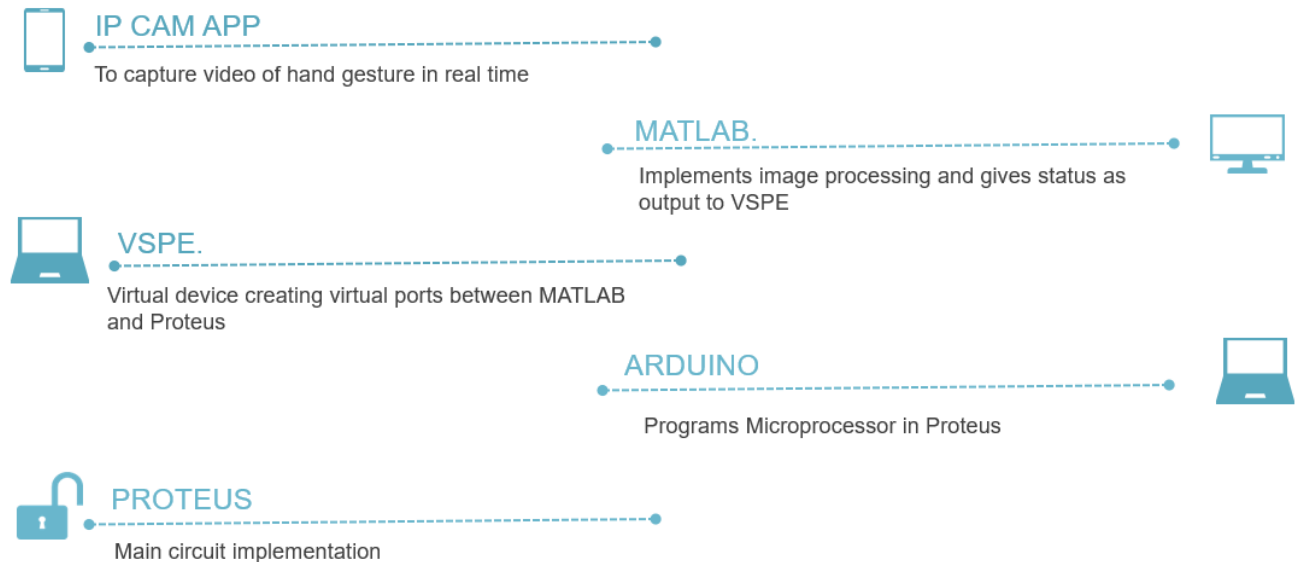 IP CAM APP
To capture video of hand gesture in real time
MATLAB.
Implements image processing and gives status as
output to VSPE
VSPE.
Virtual device creating virtual ports between MATLAB
and Proteus
ARDUINO
Programs Microprocessor in Proteus
PROTEUS
Main circuit implementation